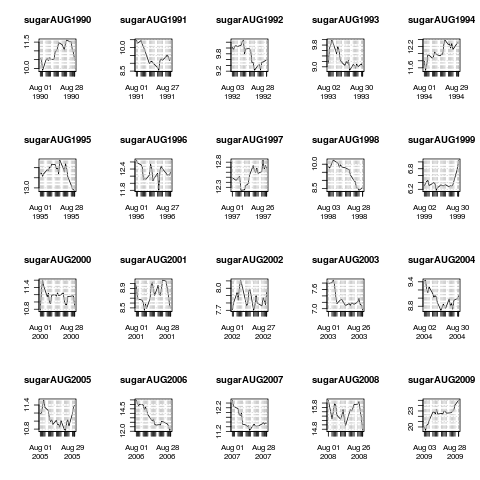 sugarAUG1990 sugarAUG1991 sugarAUG1992 sugarAUG1993 sugarAUG1994
11.5 10.0 9.8 9.8 12.2
10.0 8.5 9.2 9.0 11.6
Aug 01 Aug 28 Aug 01 Aug 27 Aug 03 Aug 28 Aug 02 Aug 30 Aug 01 Aug 29
1990 1990 1991 1991 1992 1992 1993 1993 1994 1994
sugarAUG1995 sugarAUG1996 sugarAUG1997 sugarAUG1998 sugarAUG1999
13.0 12.4 12.8 10.0 6.8
11.8 12.3 8.5 6.2
Aug 01 Aug 28 Aug 01 Aug 27 Aug 01 Aug 27 Aug 03 Aug 28 Aug 02 Aug 30
1995 1995 1996 1996 1997 1997 1998 1998 1999 1999
sugarAUG2000 sugarAUG2001 sugarAUG2002 sugarAUG2003 sugarAUG2004
11.4 8.9 8.0 7.6 9.4
10.8 8.5 7.7 7.0 8.8
Aug 01 Aug 28 Aug 01 Aug 28 Aug 01 Aug 27 Aug 01 Aug 26 Aug 02 Aug 30
2000 2000 2001 2001 2002 2002 2003 2003 2004 2004
sugarAUG2005 sugarAUG2006 sugarAUG2007 sugarAUG2008 sugarAUG2009
11.4 14.5 12.2 15.8 23
10.8 12.0 11.2 14.8 20
Aug 01 Aug 29 Aug 01 Aug 28 Aug 01 Aug 28 Aug 01 Aug 26 Aug 03 Aug 28
2005 2005 2006 2006 2007 2007 2008 2008 2009 2009